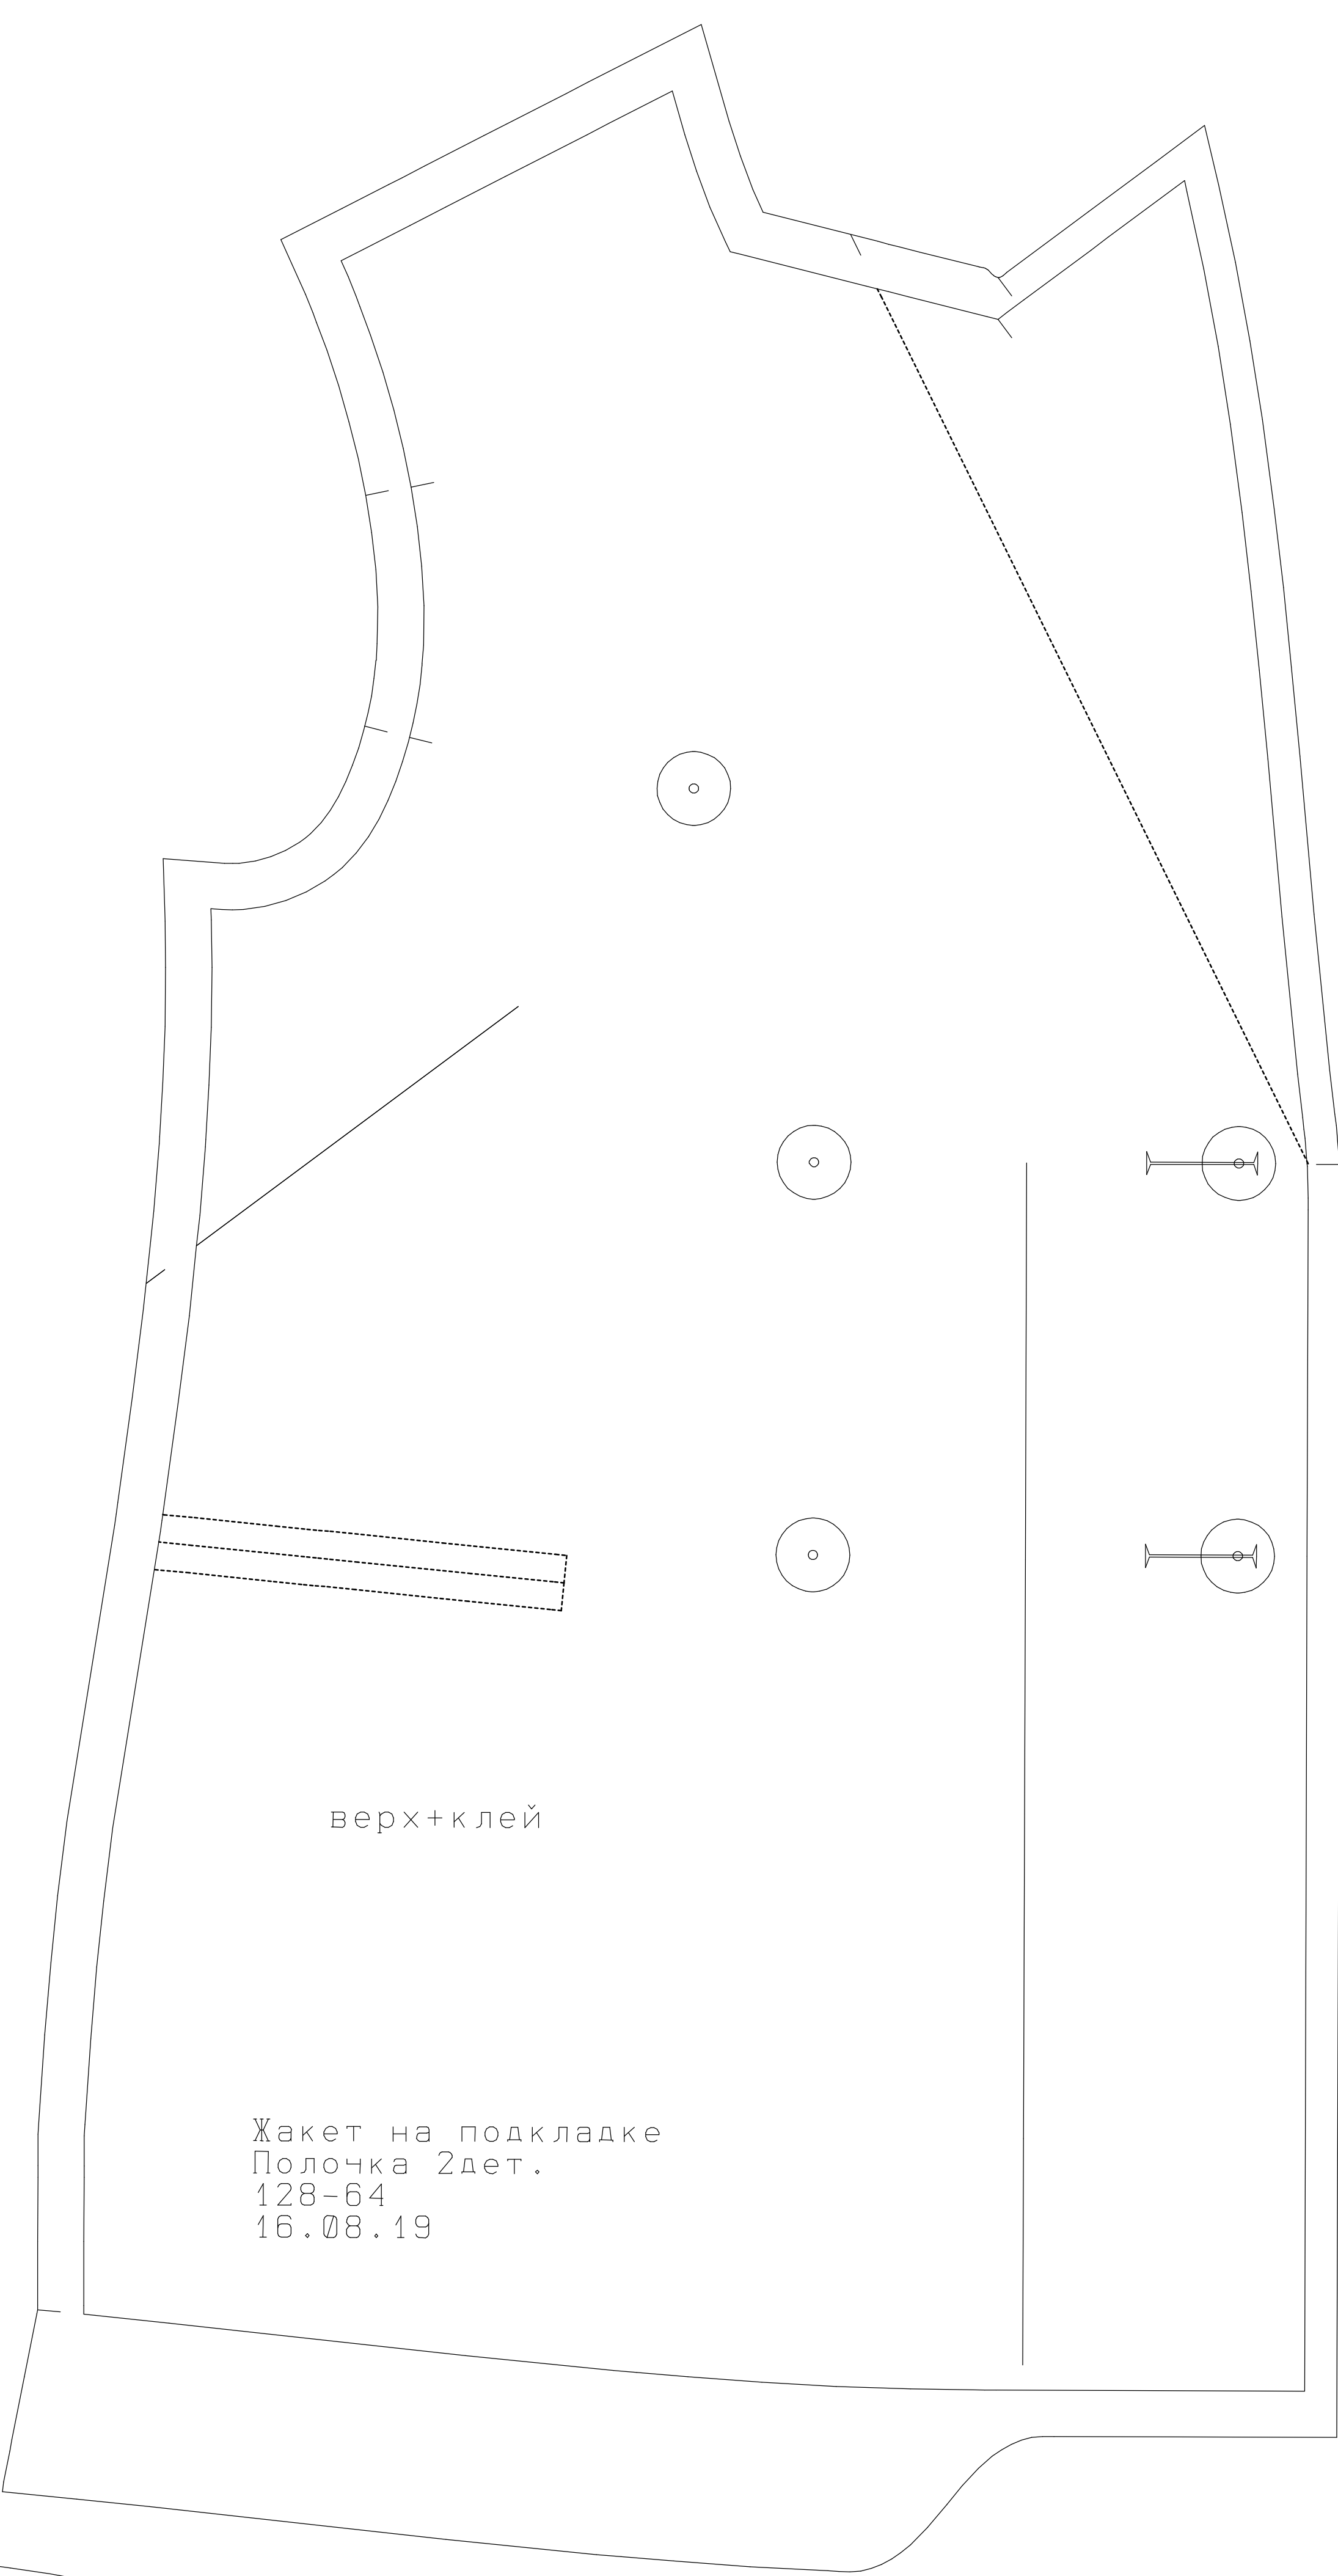 верх+клей
Жакет на подкладке
Полочка 2дет.
128-64
16.08.19